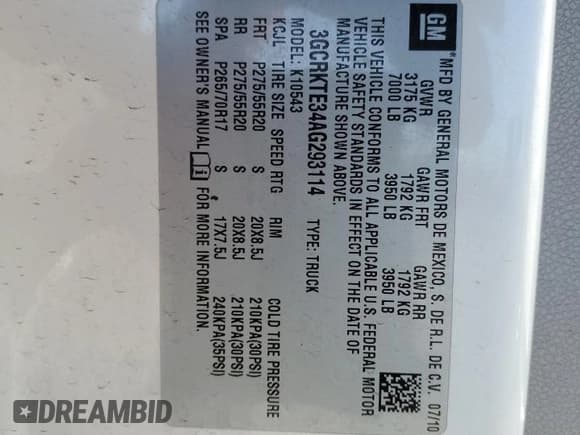 GM
MFD BY GENERAL MOTORS DE MEXICO, S. DE R.L. DE C.V. 07/10
GVWR GAWR FRT GAWR RR
3175 KG 1792 KG 1792 KG
7000 LB 3950 LB 3950 LB
THIS VEHICLE CONFORMS TO ALL APPLICABLE U.S. FEDERAL MOTOR
VEHICLE SAFETY STANDARDS IN EFFECT ON THE DATE OF
MANUFACTURE SHOWN ABOVE.
3GCRKTE34AG293114 TYPE: TRUCK
MODEL: K10543
KCJL TIRE SIZE SPEED RTG RIM COLD TIRE PRESSURE
FRT P275/55R20 S 20X8.5J 210KPA(30PSI)
RR P275/55R20 S 20X8.5J 210KPA(30PSI)
SPA P265/70R17 S 17X7.5J 240KPA(35PSI)
SEE OWNER'S MANUAL FOR MORE INFORMATION.
DREAMBID